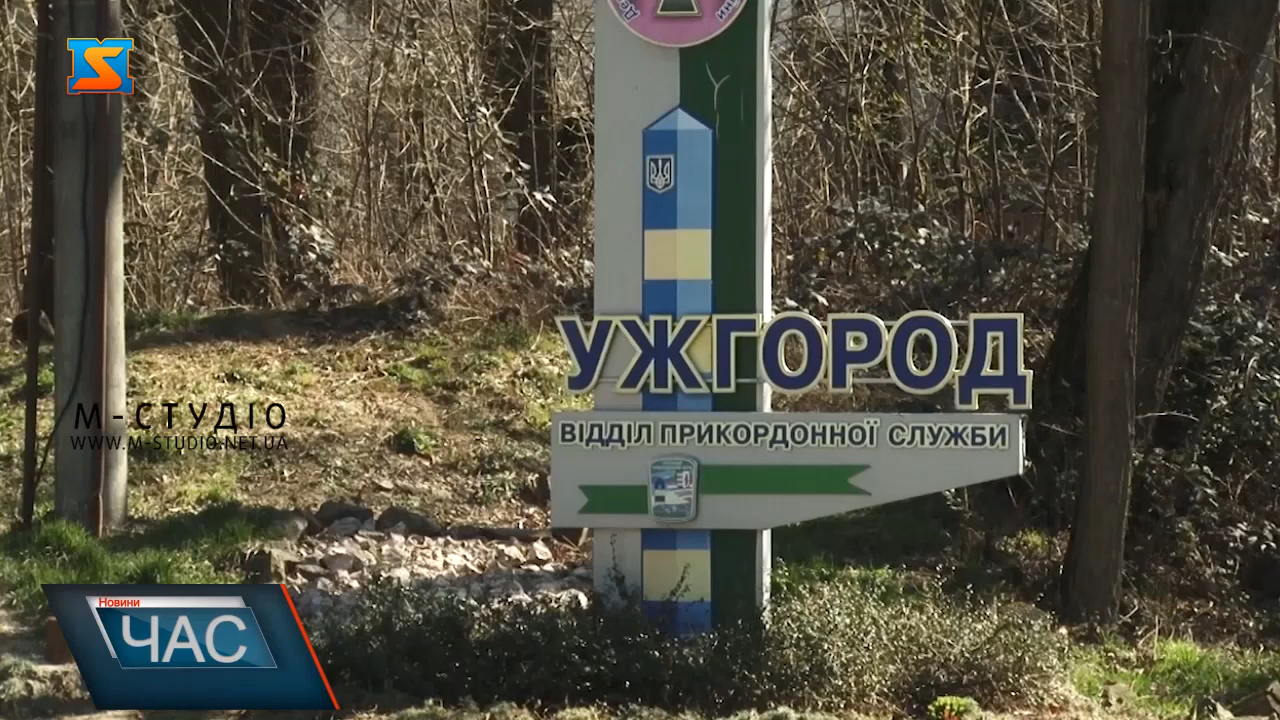 УЖГОРОД
ВІДДІЛ ПРИКОРДОННОЇ СЛУЖБИ
М-СТУДІО
WWW.M-STUDIO.NET.UA
Новини
ЧАС